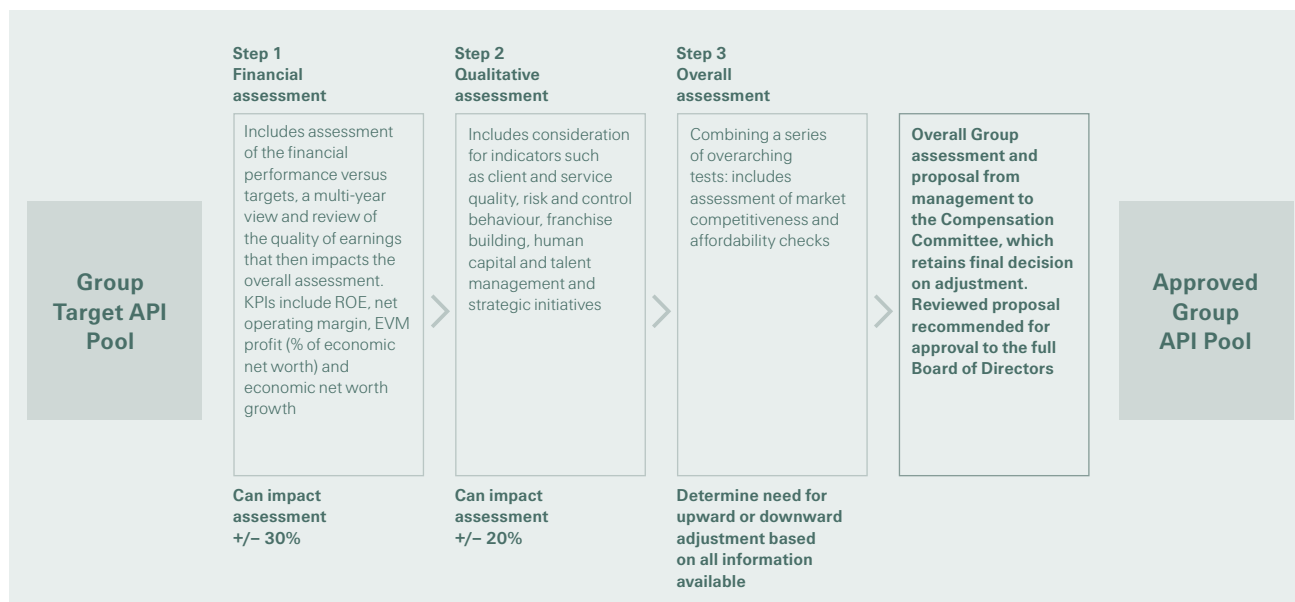 Group
Target API
Pool
Step 1
Financial
assessment
Includes assessment
of the financial
performance versus
targets, a multi-year
view and review of
the quality of earnings
that then impacts the
overall assessment.
KPIs include ROE, net
operating margin, EVM
profit (% of economic
net worth) and
economic net worth
growth
Can impact
assessment
+/– 30%
Step 2
Qualitative
assessment
Includes consideration
for indicators such
as client and service
quality, risk and control
behaviour, franchise
building, human
capital and talent
management and
strategic initiatives
Can impact
assessment
+/– 20%
Step 3
Overall
assessment
Combining a series
of overarching
tests: includes
assessment of market
competitiveness and
affordability checks
Determine need for
upward or downward
adjustment based
on all information
available
Overall Group
assessment and
proposal from
management to
the Compensation
Committee, which
retains final decision
on adjustment.
Reviewed proposal
recommended for
approval to the full
Board of Directors
Approved
Group
API Pool